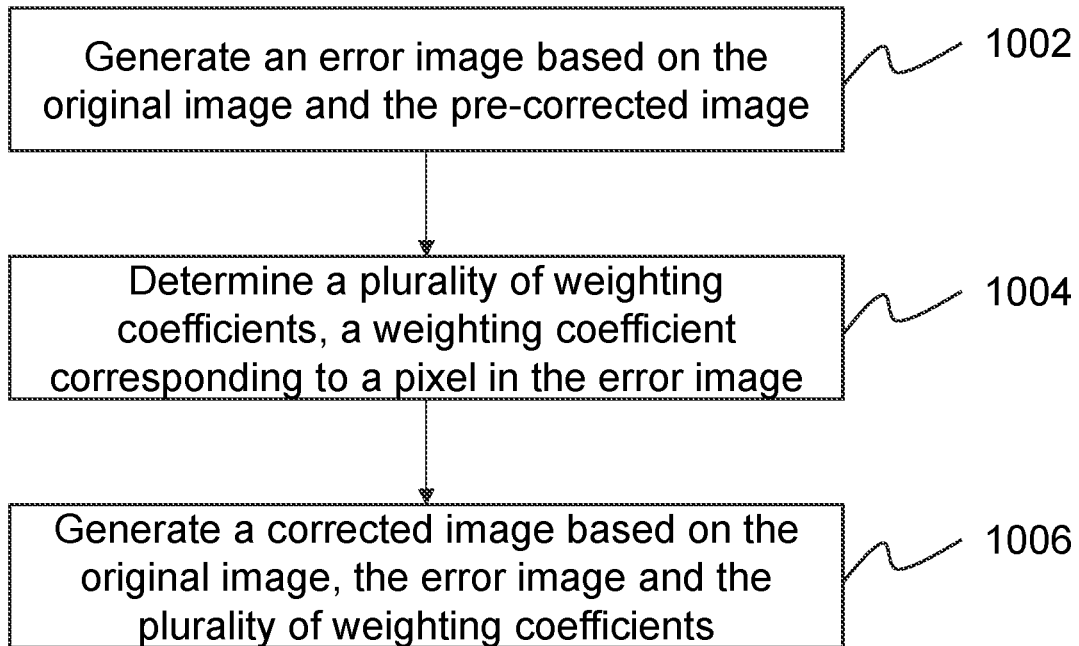 Generate an error image based on the
original image and the pre-corrected image
1002
Determine a plurality of weighting
coefficients, a weighting coefficient
corresponding to a pixel in the error image
1004
Generate a corrected image based on the
original image, the error image and the
plurality of weighting coefficients
1006